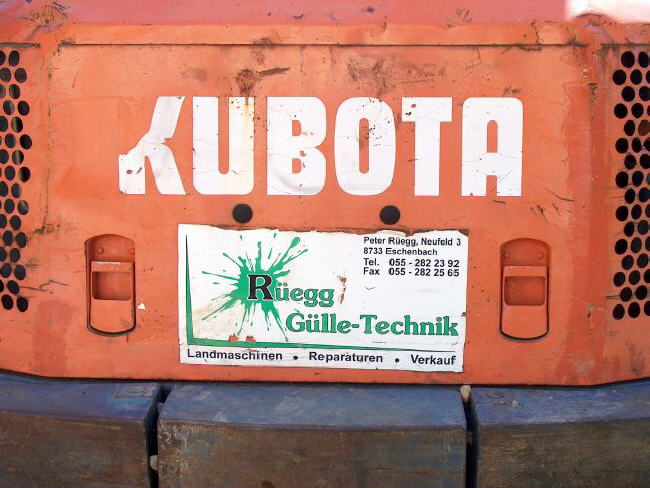 KUBOTA
Peter Rüegg, Neufeld 3
8733 Eschenbach
Tel. 055 - 282 23 92
Fax 055 - 282 25 65
Rüegg
Gülle-Technik
Landmaschinen • Reparaturen • Verkauf